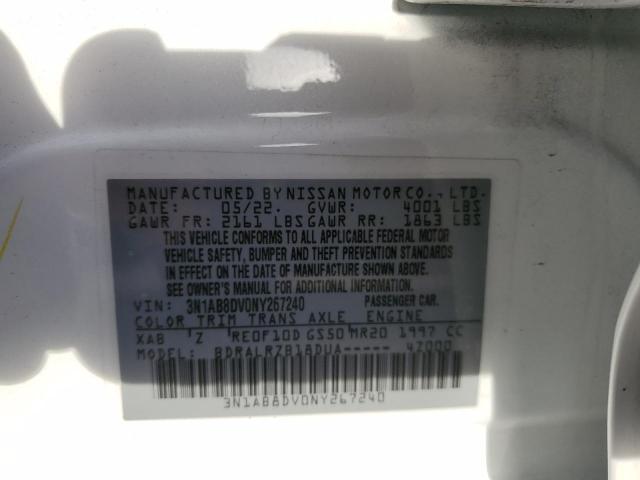 MANUFACTURED BY NISSAN MOTOR CO., LTD.
DATE: 05/22. GVWR: 4001 LBS
GAWR FR: 2161 LBS GAWR RR: 1863 LBS
THIS VEHICLE CONFORMS TO ALL APPLICABLE FEDERAL MOTOR
VEHICLE SAFETY, BUMPER AND THEFT PREVENTION STANDARDS
IN EFFECT ON THE DATE OF MANUFACTURE SHOWN ABOVE.
SEE OWNER'S MANUAL FOR ADDITIONAL INFORMATION.
VIN: 3N1AB8DV0NY267240 PASSENGER CAR.
COLOR TRIM TRANS AXLE ENGINE
XAB Z RE0F10D GS50 MR20 1997 CC
MODEL: BDRALRZB18DUA----- 47000
3N1AB8DV0NY267240